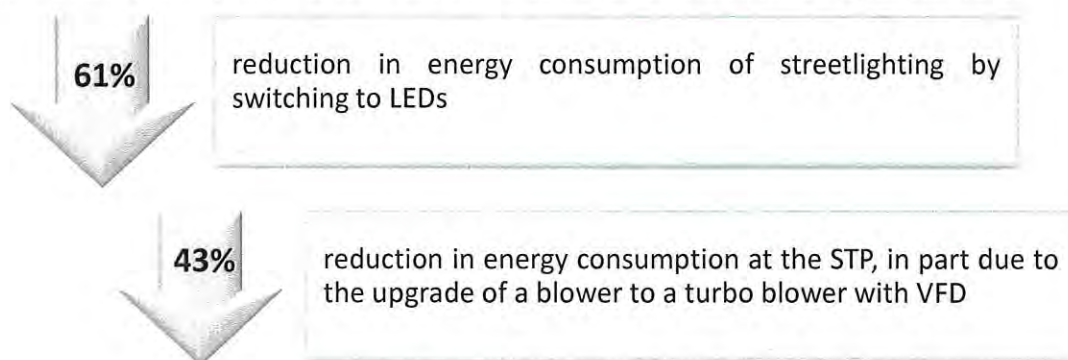 61%
reduction in energy consumption of streetlighting by
switching to LEDs
43%
reduction in energy consumption at the STP, in part due to
the upgrade of a blower to a turbo blower with VFD